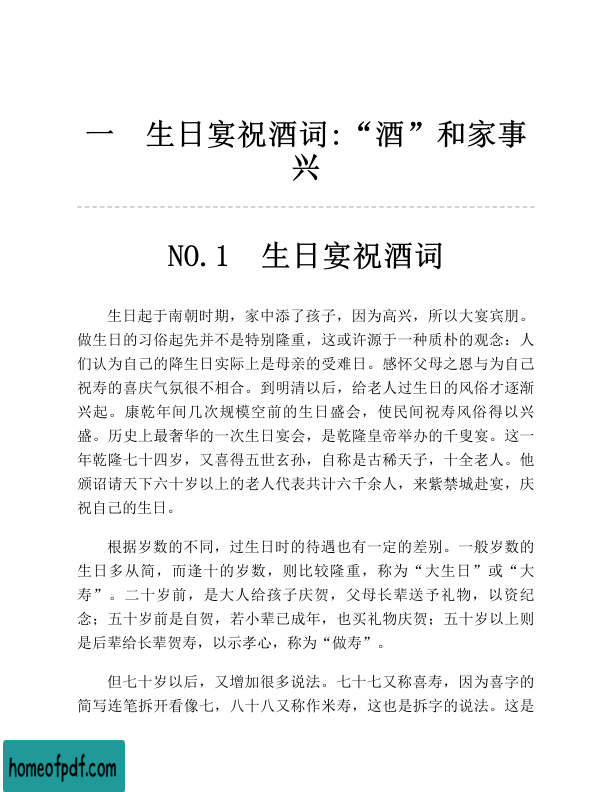 一　生日宴祝酒词:“酒”和家事
兴
NO.1　生日宴祝酒词
生日起于南朝时期，家中添了孩子，因为高兴，所以大宴宾朋。
做生日的习俗起先并不是特别隆重，这或许源于一种质朴的观念：人
们认为自己的降生日实际上是母亲的受难日。感怀父母之恩与为自己
祝寿的喜庆气氛很不相合。到明清以后，给老人过生日的风俗才逐渐
兴起。康乾年间几次规模空前的生日盛会，使民间祝寿风俗得以兴
盛。历史上最奢华的一次生日宴会，是乾隆皇帝举办的千叟宴。这一
年乾隆七十四岁，又喜得五世玄孙，自称是古稀天子，十全老人。他
颁诏请天下六十岁以上的老人代表共计六千余人，来紫禁城赴宴，庆
祝自己的生日。
根据岁数的不同，过生日时的待遇也有一定的差别。一般岁数的
生日多从简，而逢十的岁数，则比较隆重，称为“大生日”或“大
寿”。二十岁前，是大人给孩子庆贺，父母长辈送予礼物，以资纪
念；五十岁前是自贺，若小辈已成年，也买礼物庆贺；五十岁以上则
是后辈给长辈贺寿，以示孝心，称为“做寿”。
但七十岁以后，又增加很多说法。七十七又称喜寿，因为喜字的
简写连笔拆开看像七，八十八又称作米寿，这也是拆字的说法。这是
homeofpdf.com